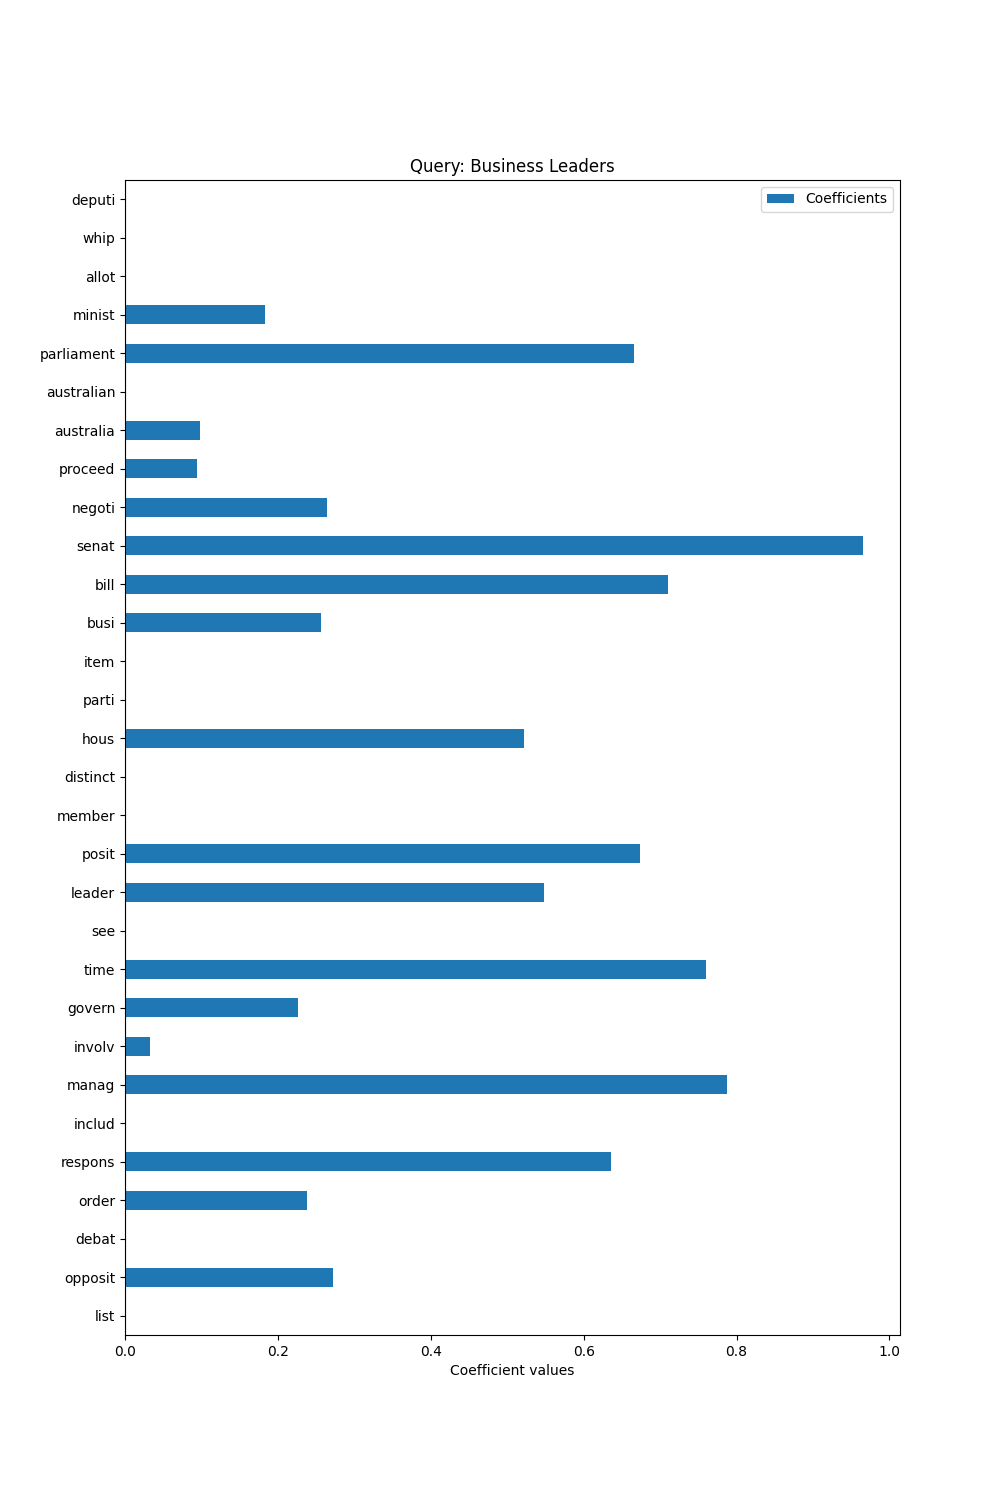 Query: Business Leaders
Coefficients
deputi
whip
allot
minist
parliament
australian
australia
proceed
negoti
senat
bill
busi
item
parti
hous
distinct
member
posit
leader
see
time
govern
involv
manag
includ
respons
order
debat
opposit
list
0.0 0.2 0.4 0.6 0.8 1.0
Coefficient values